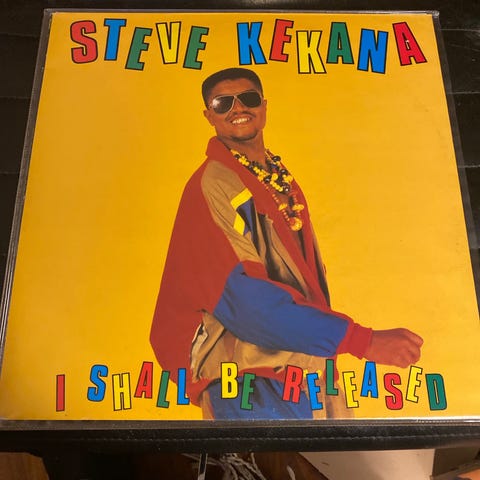 STEVE KEKANA
I SHALL BE RELEASED